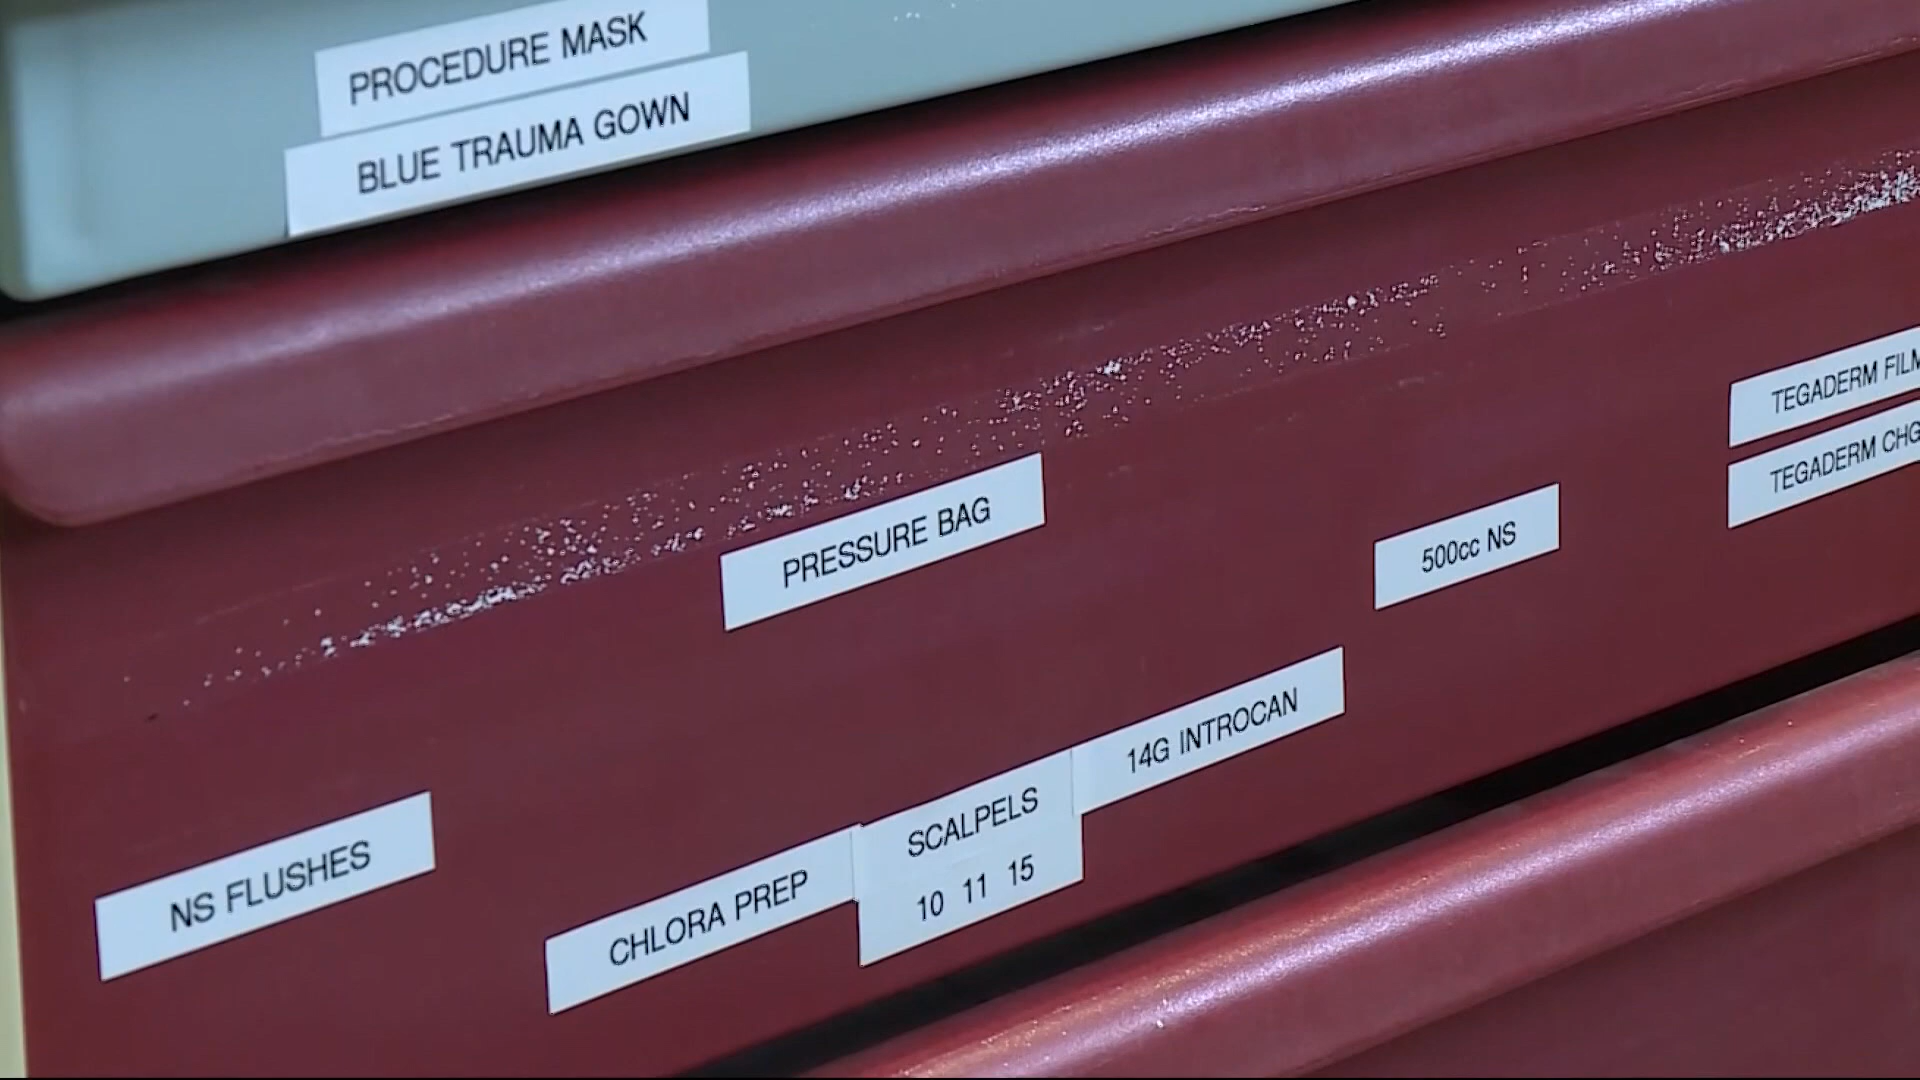 PROCEDURE MASK
BLUE TRAUMA GOWN
TEGADERM FILM
TEGADERM CHG
PRESSURE BAG
500cc NS
14G INTROCAN
SCALPELS
10 11 15
CHLORA PREP
NS FLUSHES